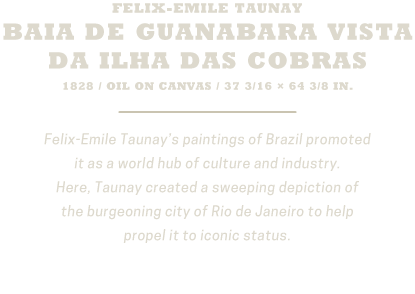 FELIX-EMILE TAUNAY
BAIA DE GUANABARA VISTA
DA ILHA DAS COBRAS
1828 / OIL ON CANVAS / 37 3/16 × 64 3/8 IN.
Felix-Emile Taunay's paintings of Brazil promoted
it as a world hub of culture and industry.
Here, Taunay created a sweeping depiction of
the burgeoning city of Rio de Janeiro to help
propel it to iconic status.